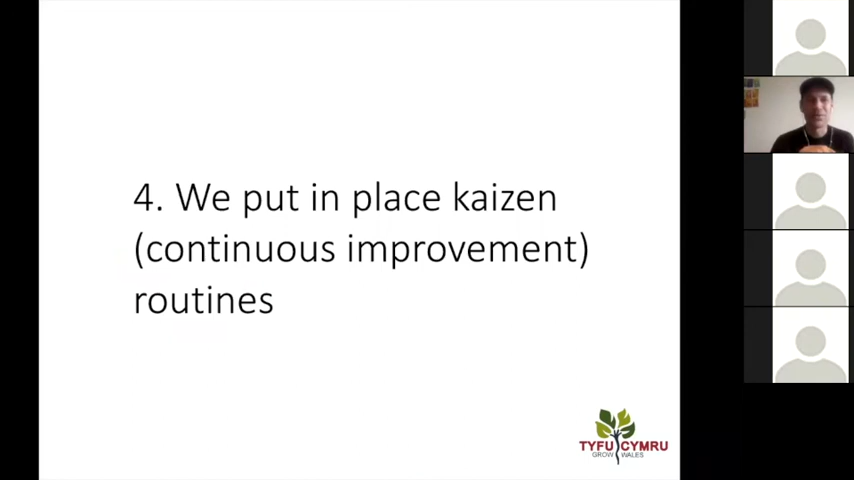 4. We put in place kaizen
(continuous improvement)
routines
TYFU CYMRU
GROW WALES